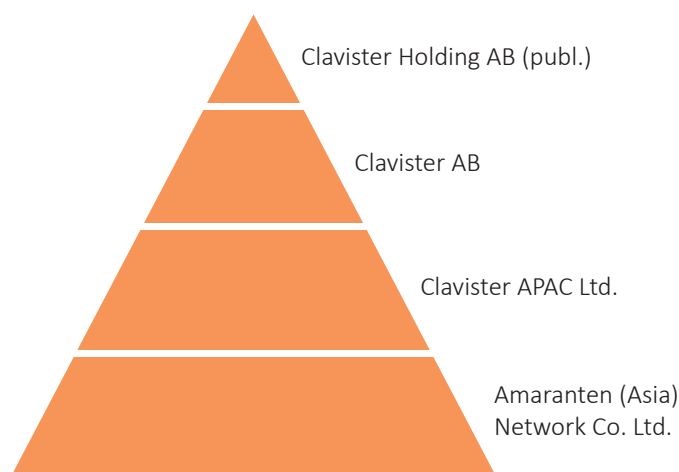 Clavister Holding AB (publ.)
Clavister AB
Clavister APAC Ltd.
Amaranten (Asia)
Network Co. Ltd.